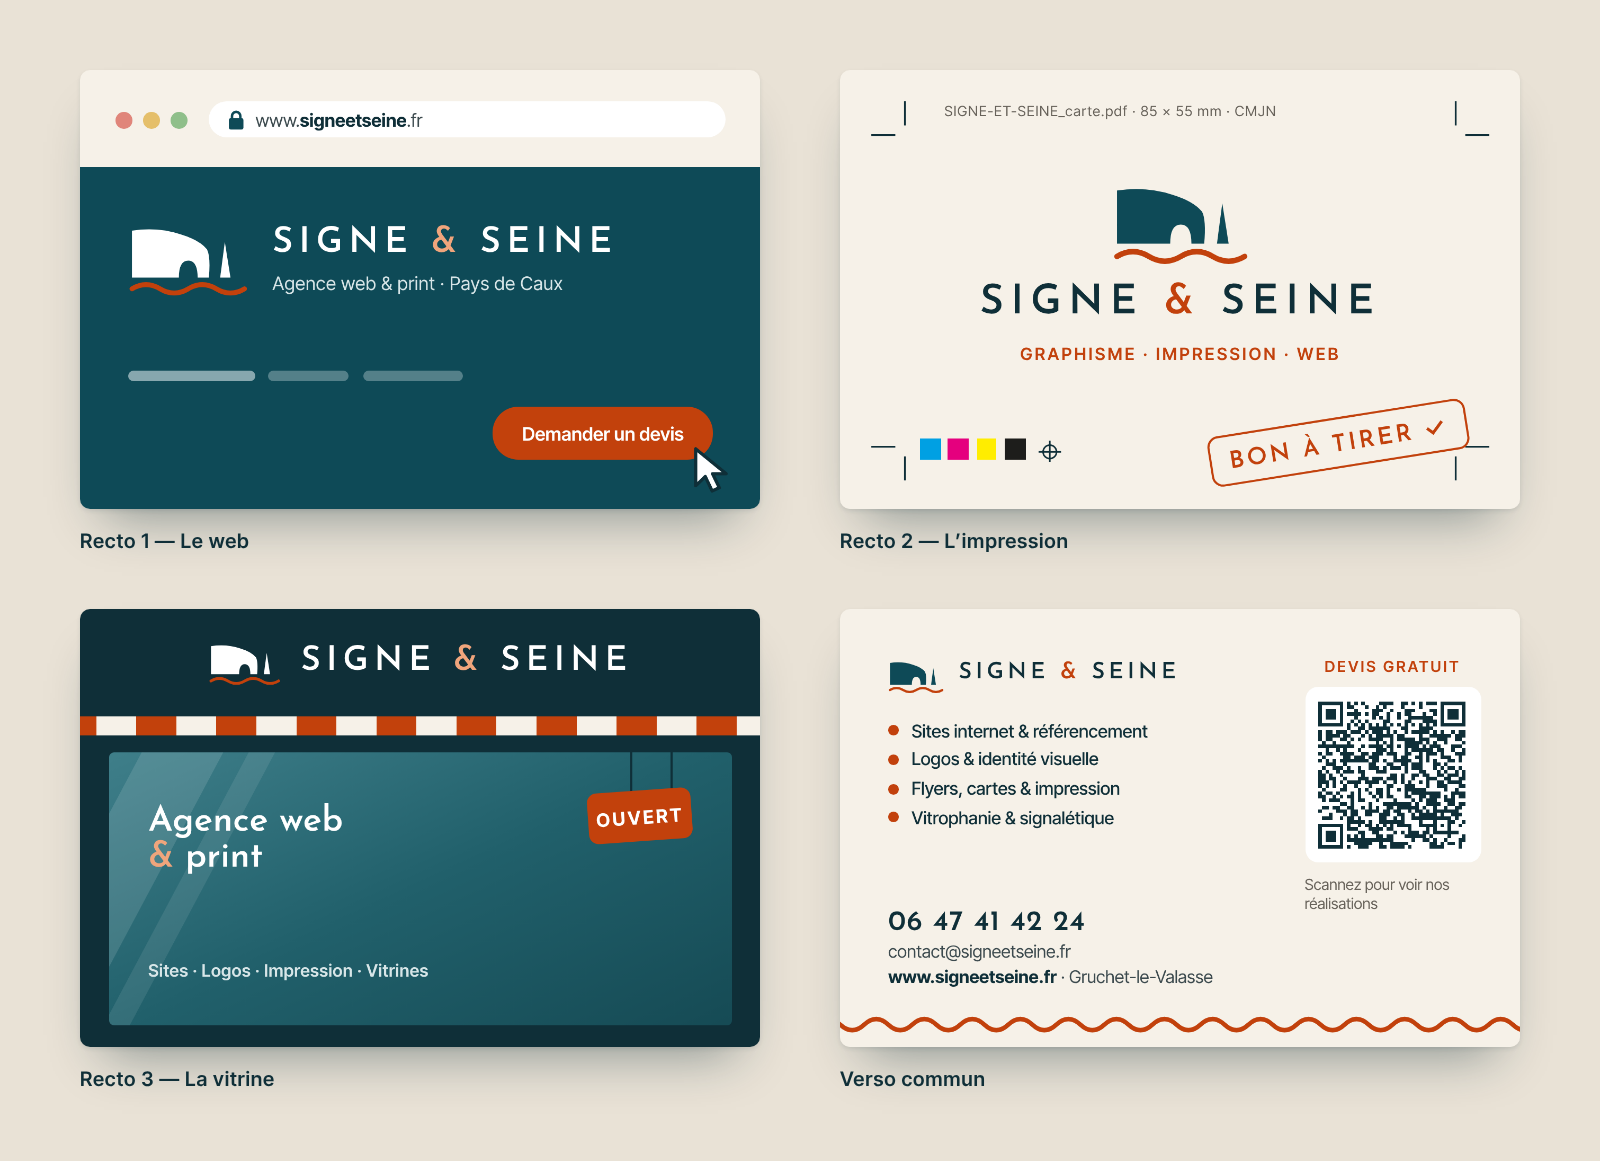 www.signeetseine.fr
SIGNE & SEINE
Agence web & print · Pays de Caux
Demander un devis
Recto 1 — Le web
SIGNE-ET-SEINE_carte.pdf · 85 × 55 mm · CMJN
SIGNE & SEINE
GRAPHISME · IMPRESSION · WEB
BON À TIRER ✓
Recto 2 — L’impression
SIGNE & SEINE
Agence web
& print
OUVERT
Sites · Logos · Impression · Vitrines
Recto 3 — La vitrine
SIGNE & SEINE
Sites internet & référencement
Logos & identité visuelle
Flyers, cartes & impression
Vitrophanie & signalétique
06 47 41 42 24
contact@signeetseine.fr
www.signeetseine.fr · Gruchet-le-Valasse
DEVIS GRATUIT
Scannez pour voir nos
réalisations
Verso commun